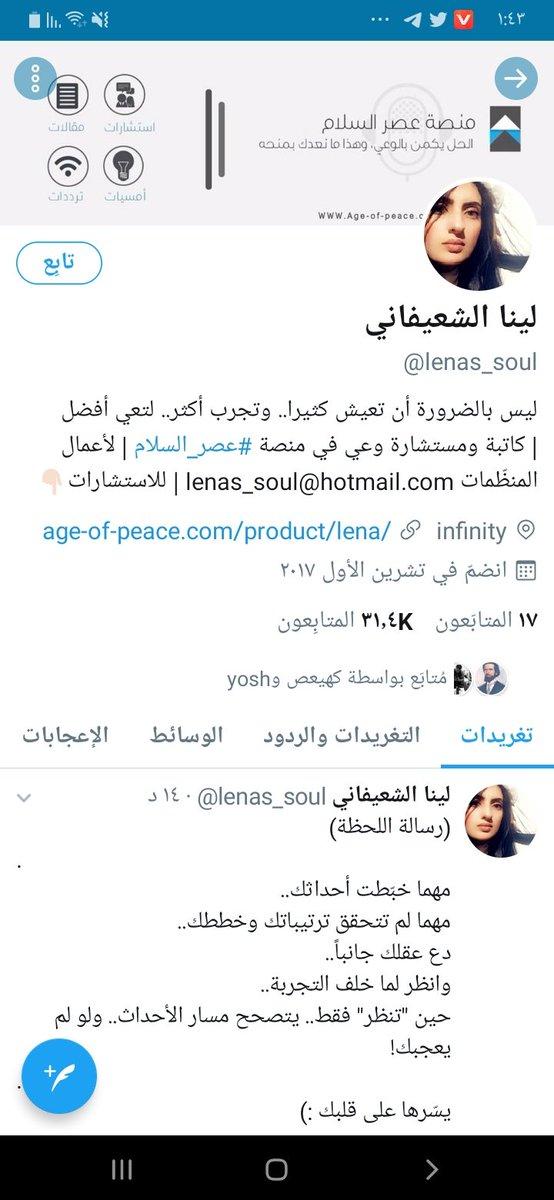 ١:٤٣
منصة عصر السلام
الحل يكمن بالوعي، وهذا ما نعدك بمنحه
استشارات
مقالات
أمسيات
ترددات
www.Age-of-peace.c
تابِع
لينا الشعيفاني
@lenas_soul
ليس بالضرورة أن تعيش كثيرا.. وتجرب أكثر.. لتعي أفضل
| كاتبة ومستشارة وعي في منصة #عصر_السلام | لأعمال
المنظّمات lenas_soul@hotmail.com | للاستشارات 👇🏻
infinity age-of-peace.com/product/lena/
انضمَ في تشرين الأول ٢٠١٧
١٧ المتابَعون ٣١,٤K المتابِعون
مُتابَع بواسطة كهيعص وyosh
تغريدات التغريدات والردود الوسائط الإعجابات
لينا الشعيفاني @lenas_soul · ١٤ د
(رسالة اللحظة)
.
مهما خبَطت أحداثك..
مهما لم تتحقق ترتيباتك وخططك..
دع عقلك جانباً..
وانظر لما خلف التجربة..
حين "تنظر" فقط.. يتصحح مسار الأحداث.. ولو لم
يعجبك!
.
يسّرها على قلبك :)